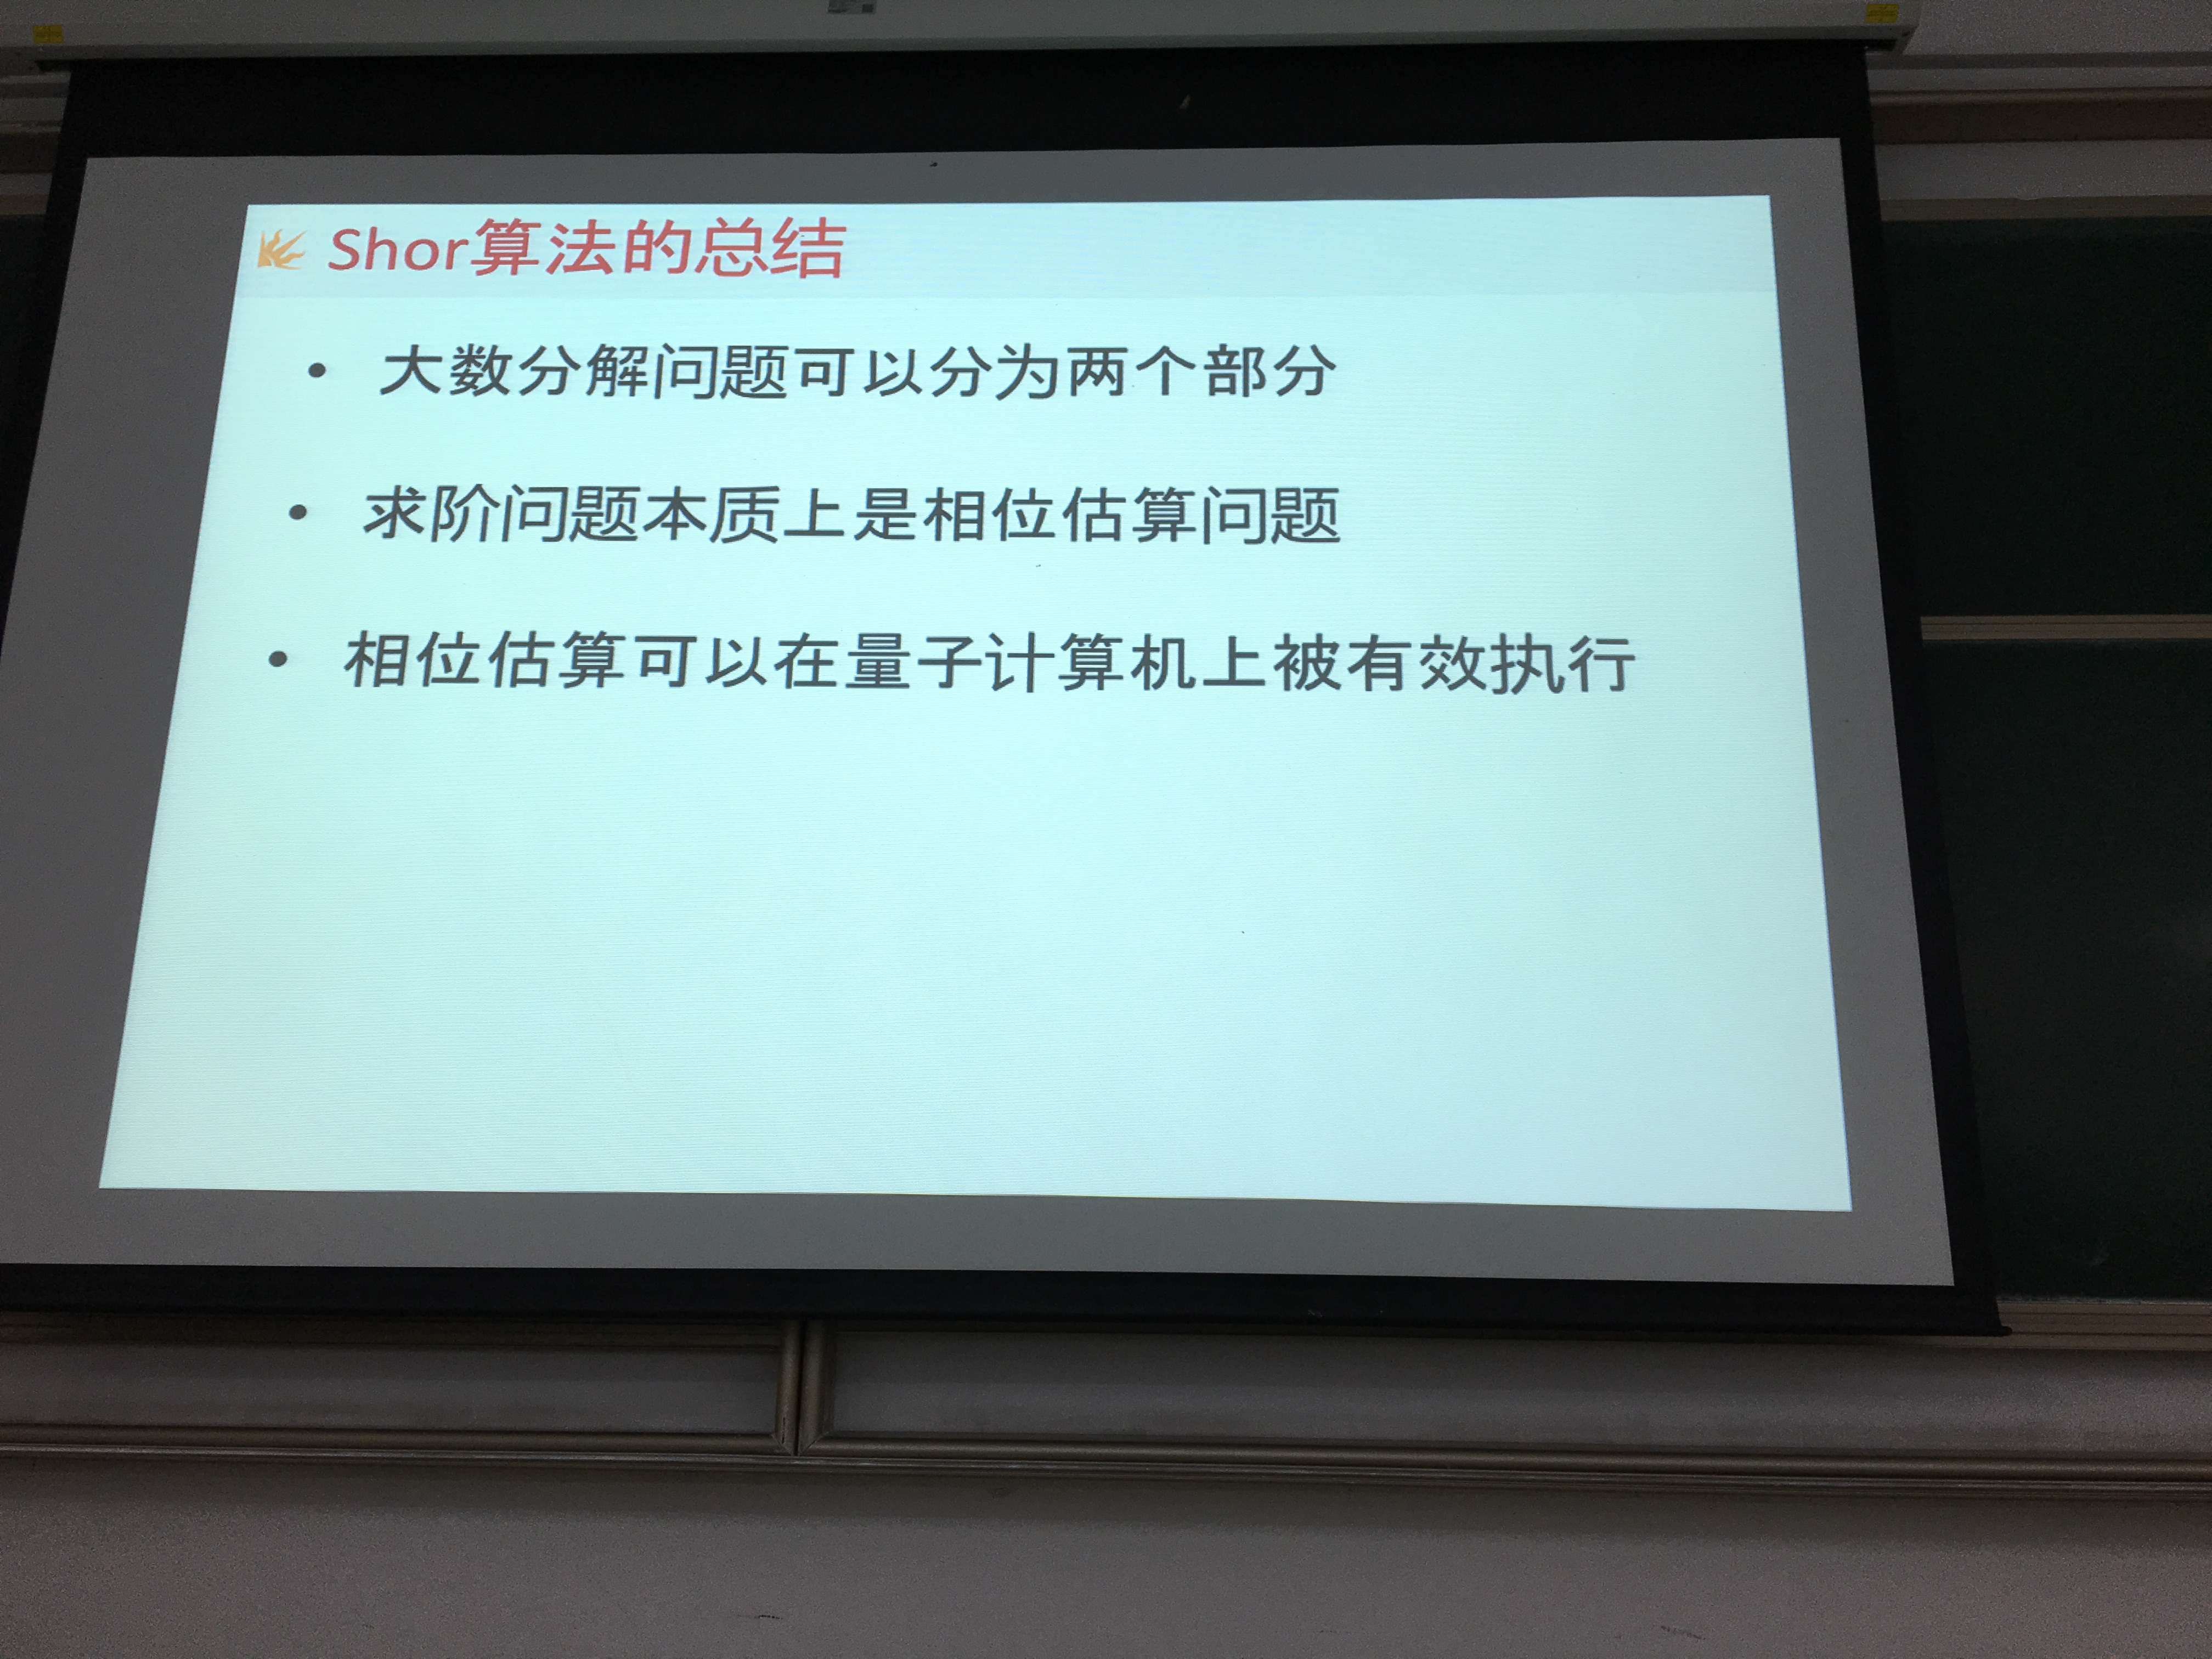 Shor算法的总结
• 大数分解问题可以分为两个部分
• 求阶问题本质上是相位估算问题
• 相位估算可以在量子计算机上被有效执行